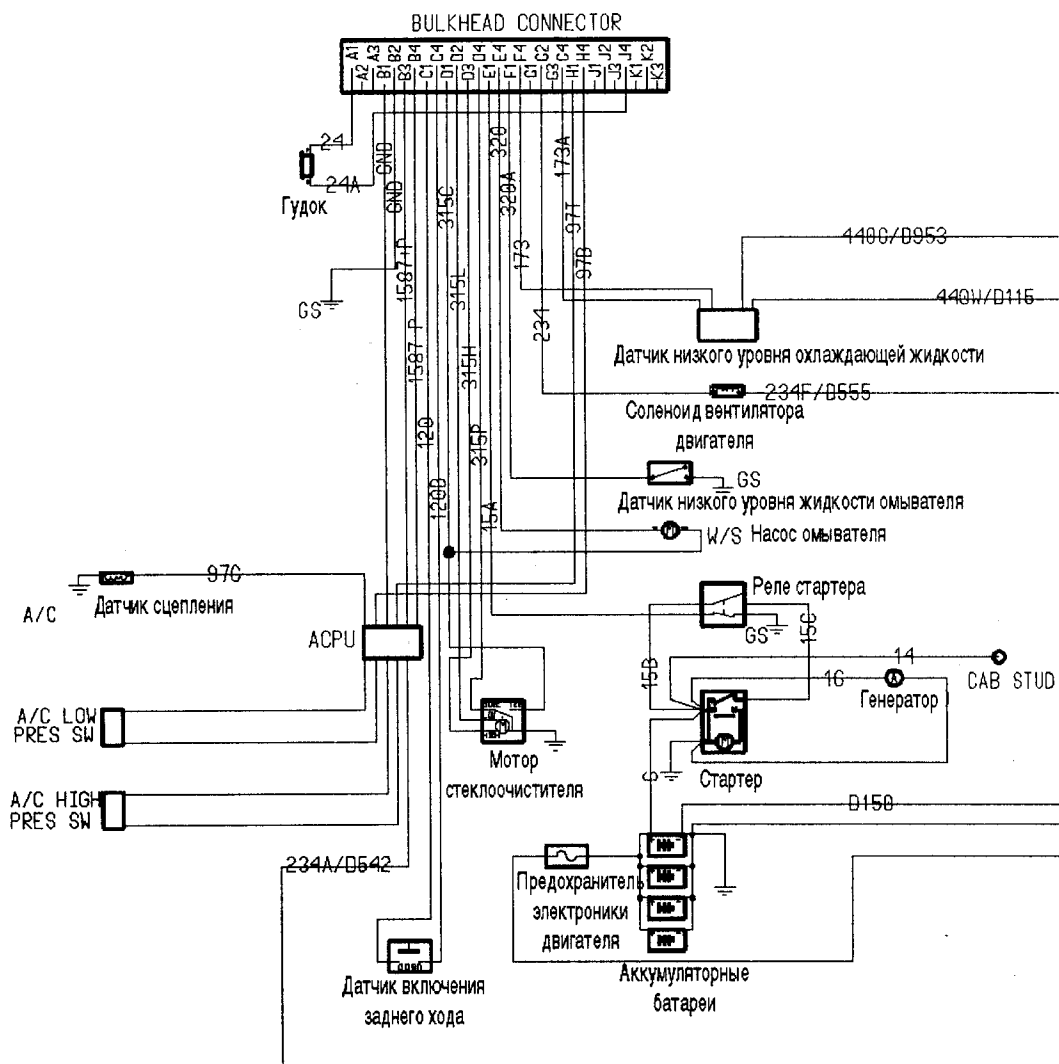 BULKHEAD CONNECTOR
A1
A2
A3
B1
B2
B3
B4
C1
C4
D1
D2
D3
D4
E1
E4
F1
F4
G1
G2
G3
C4
H1
H4
J1
J2
J3
J4
K1
K2
K3
24
24A
Гудок
GND
GND
GS
1587+P
1587 P
120
120D
315C
315L
315H
315P
15A
320
320A
173
234
173A
97T
97B
440G/D953
440W/D115
Датчик низкого уровня охлаждающей жидкости
234F/D555
Соленоид вентилятора
двигателя
GS
Датчик низкого уровня жидкости омывателя
W/S Насос омывателя
97G
Датчик сцепления
A/C
ACPU
Реле стартера
GS
15C
15B
14
CAB STUD
1G
Генератор
Стартер
A/C LOW
PRES SW
Мотор
стеклоочистителя
A/C HIGH
PRES SW
6
D150
234A/D542
Предохранитель
электроники
двигателя
Аккумуляторные
батареи
Датчик включения
заднего хода